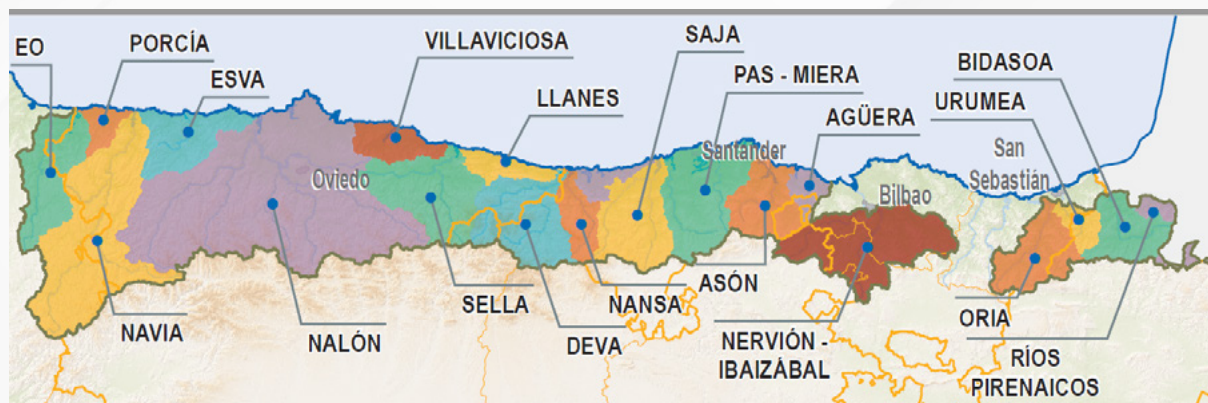 EO
PORCÍA
ESVA
VILLAVICIOSA
LLANES
SAJA
PAS - MIERA
AGÜERA
BIDASOA
URUMEA
Oviedo
Santander
Bilbao
San
Sebastián
NAVIA
NALÓN
SELLA
DEVA
NANSA
ASÓN
NERVIÓN -
IBAIZÁBAL
ORIA
RÍOS
PIRENAICOS